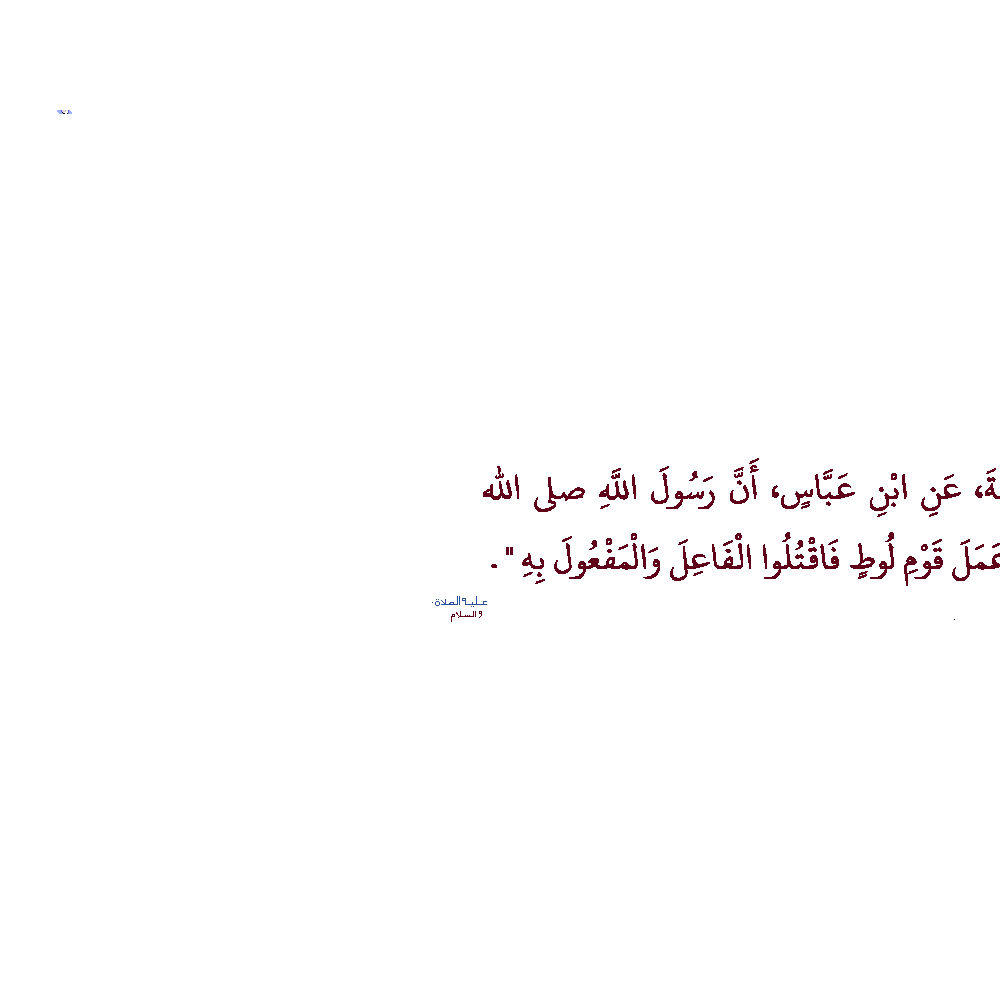 ةَ، عَنِ ابْنِ عَبَّاسٍ، أَنَّ رَسُولَ اللَّهِ صلى الله
عَمَلَ قَوْمِ لُوطٍ فَاقْتُلُوا الْفَاعِلَ وَالْمَفْعُولَ بِهِ " .
عليه الصلاة
والسلام